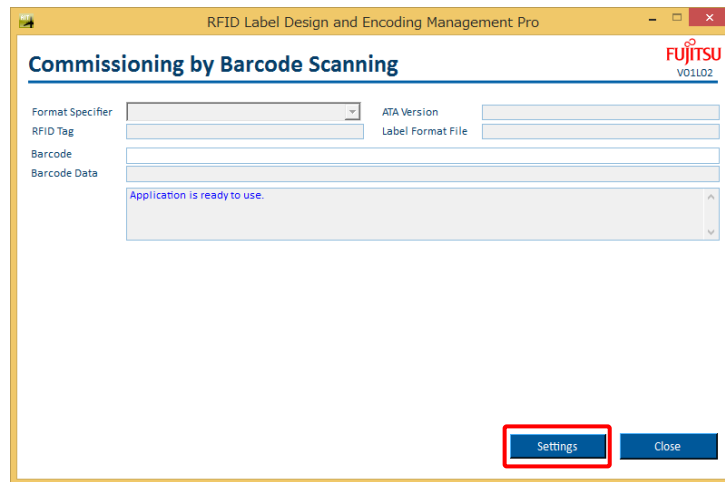 RFID Label Design and Encoding Management Pro
Commissioning by Barcode Scanning
FUJITSU
V01L02
Format Specifier
ATA Version
RFID Tag
Label Format File
Barcode
Barcode Data
Application is ready to use.
Settings
Close